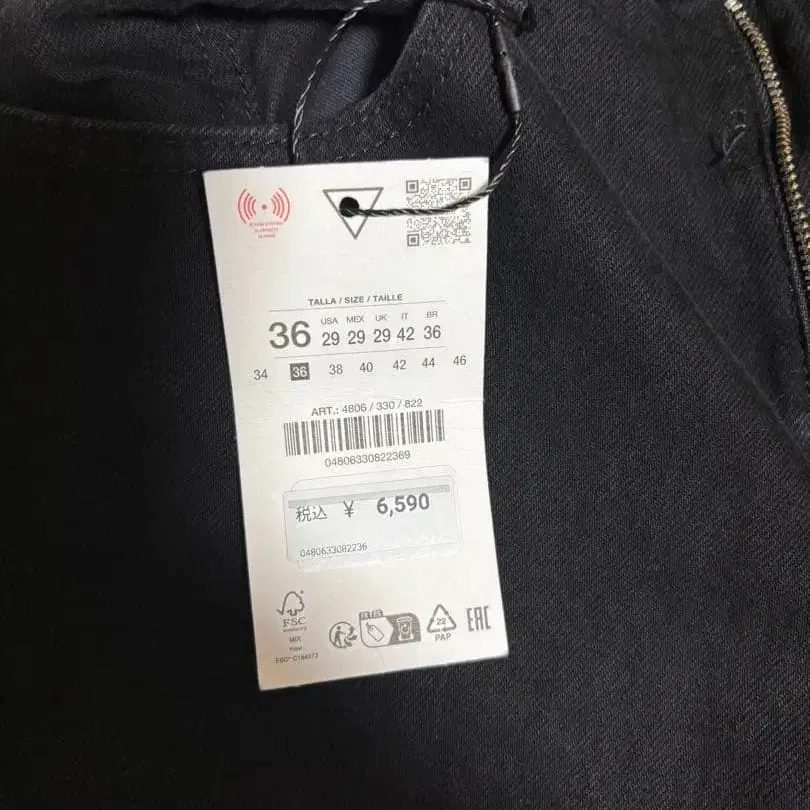 TALLA / SIZE / TAILLE
36 USA MEX UK IT BR
29 29 29 42 36
34 36 38 40 42 44 46
ART.: 4806 / 330 / 822
04806330822369
税込 ¥ 6,590
0480633082236
FSC
MIX
22
PAP
EAC